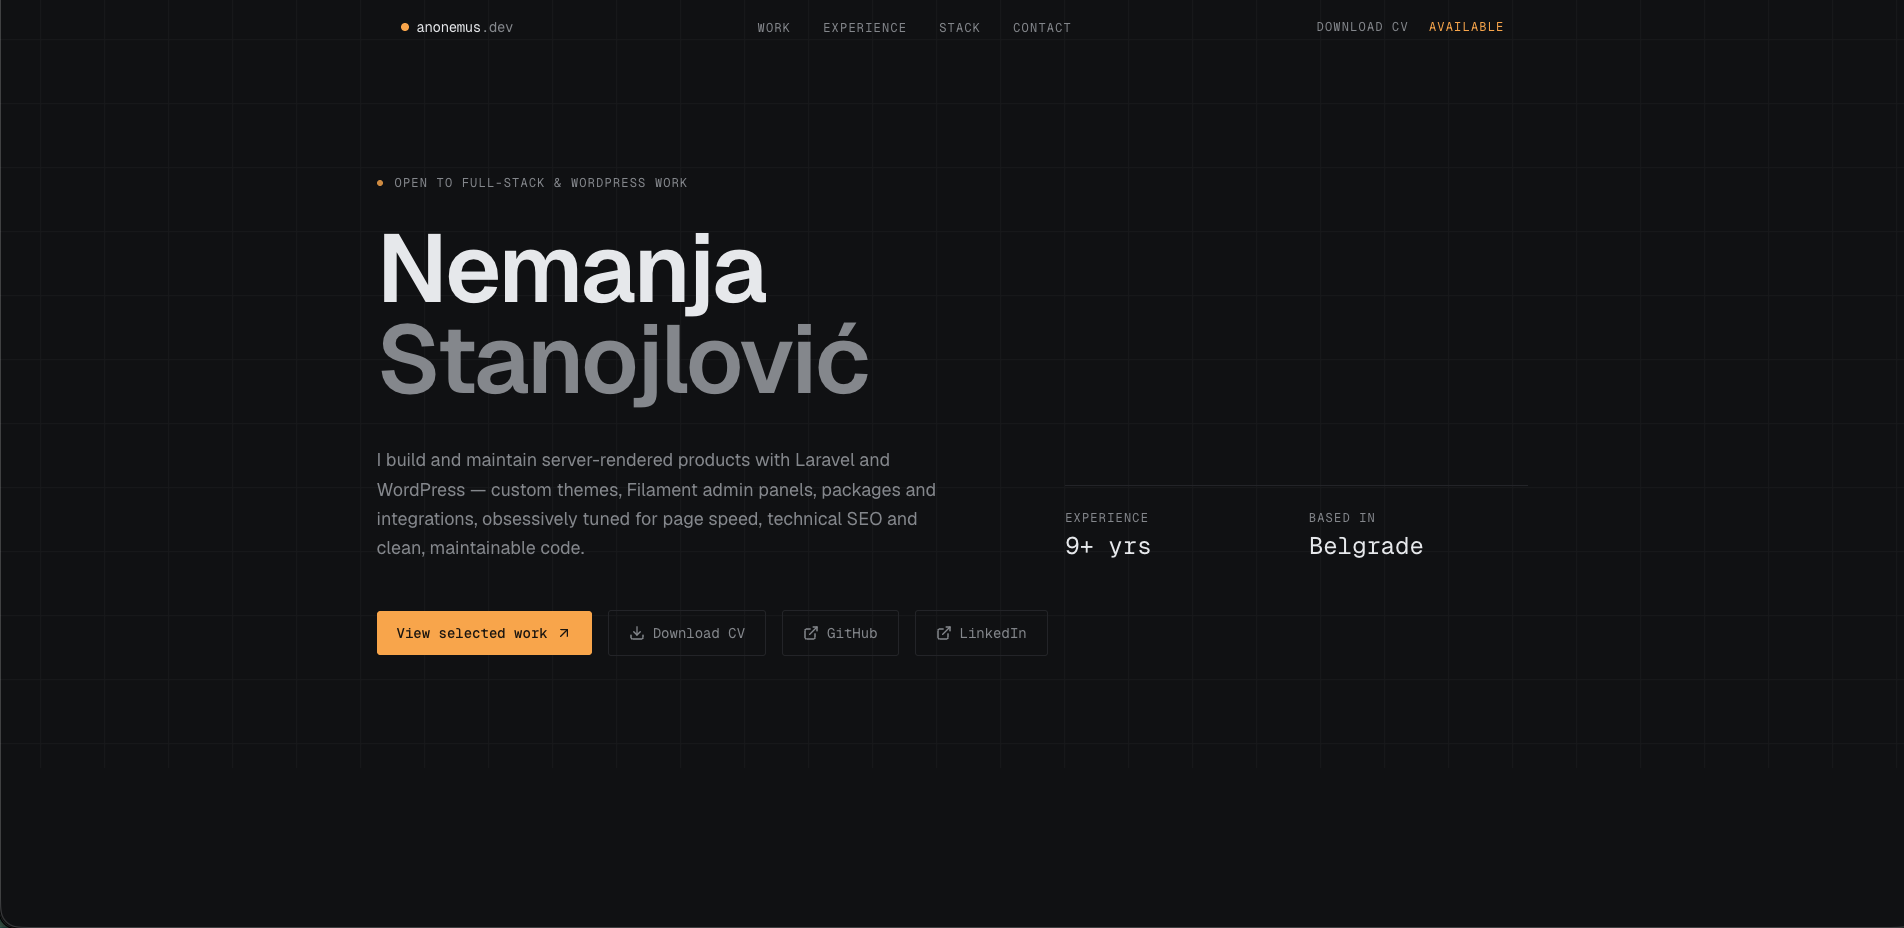 anonemus.dev
WORK EXPERIENCE STACK CONTACT
DOWNLOAD CV AVAILABLE
OPEN TO FULL-STACK & WORDPRESS WORK
Nemanja
Stanojlović
I build and maintain server-rendered products with Laravel and
WordPress — custom themes, Filament admin panels, packages and
integrations, obsessively tuned for page speed, technical SEO and
clean, maintainable code.
EXPERIENCE
9+ yrs
BASED IN
Belgrade
View selected work
Download CV
GitHub
LinkedIn